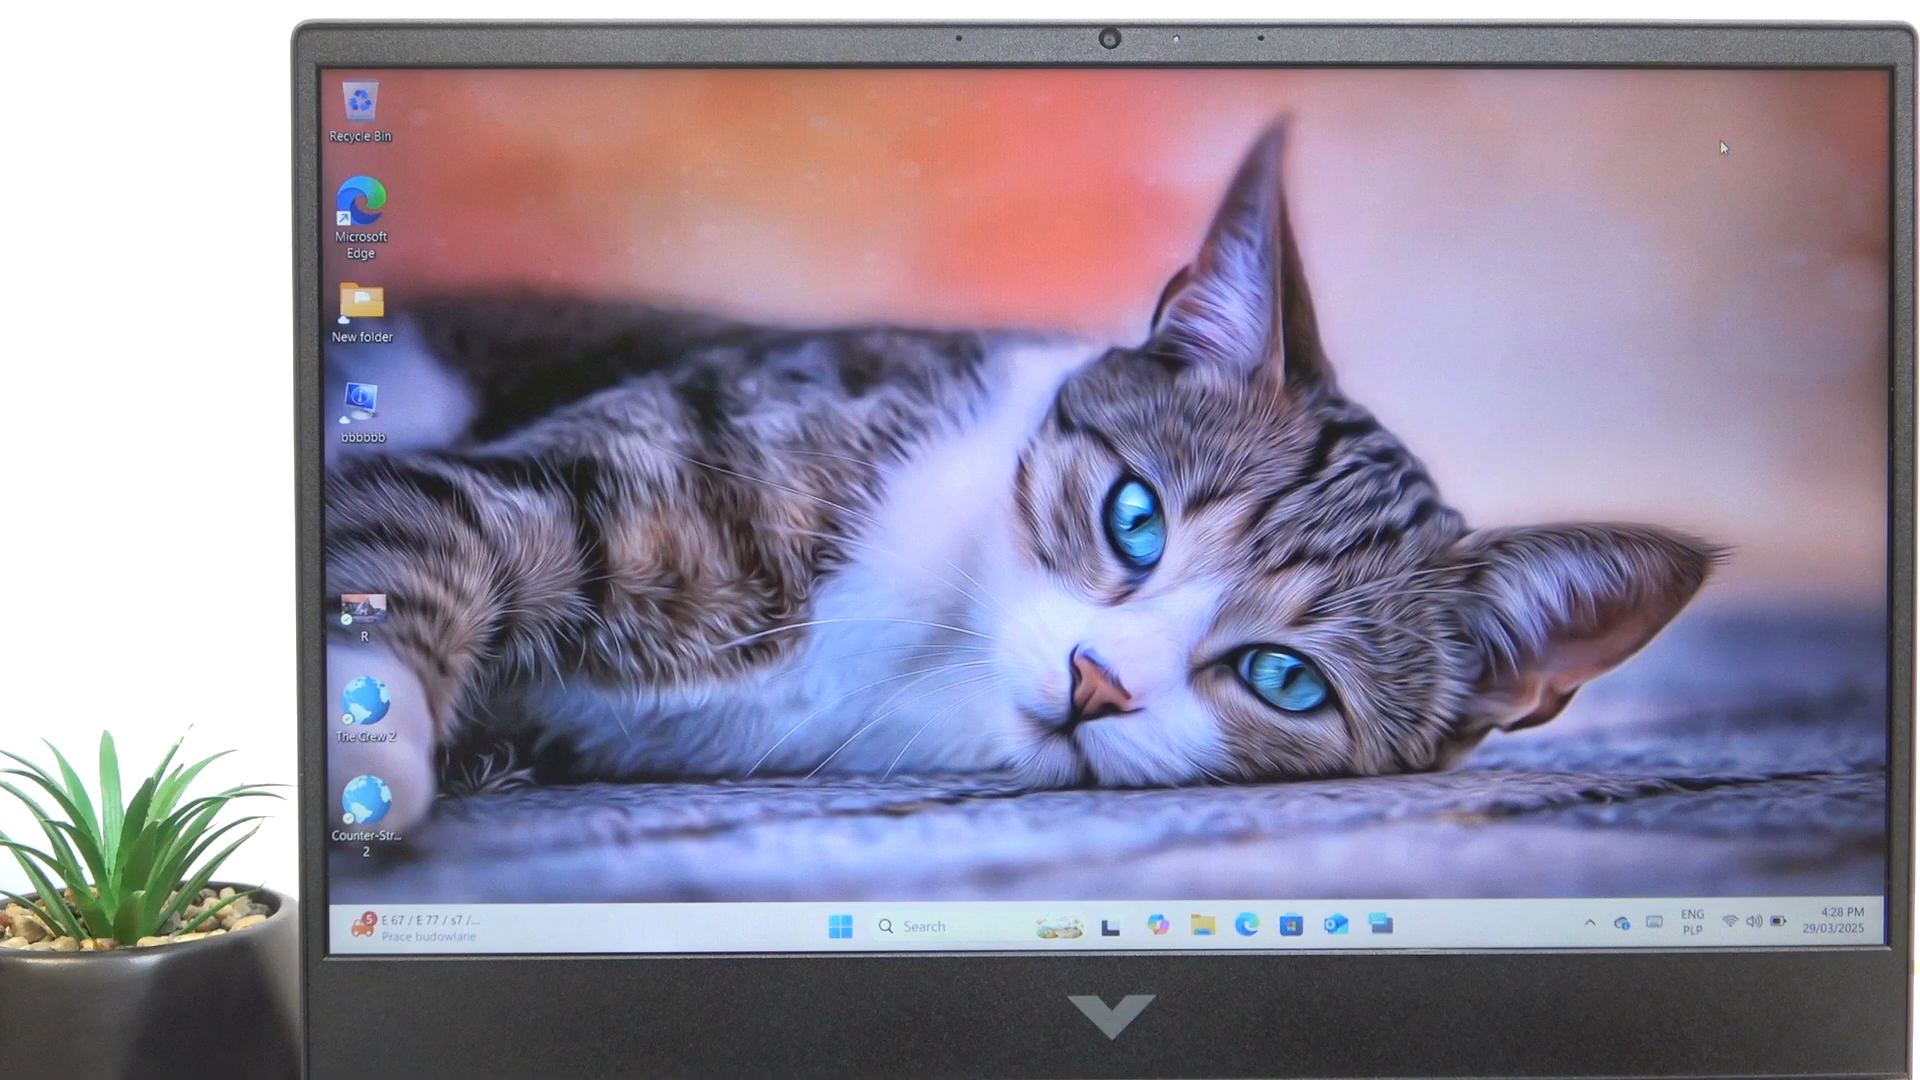 Recycle Bin
Microsoft
Edge
New folder
bbbbbb
R
The Crew 2
Counter-Str...
2
5
E 67 / E 77 / s7 /...
Prace budowlane
Search
ENG
PLP
4:28 PM
29/03/2025